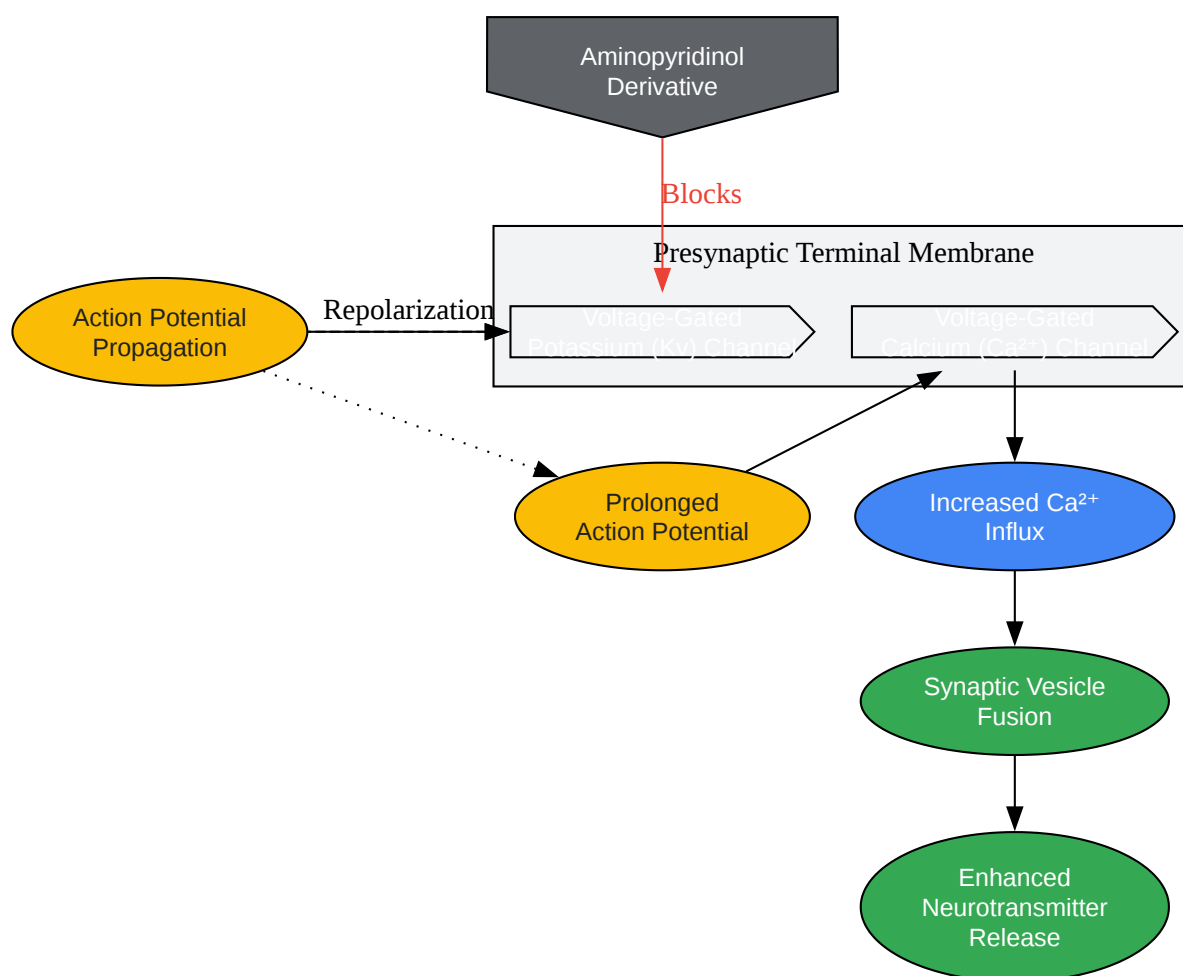 Aminopyridinol
Derivative
Blocks
Presynaptic Terminal Membrane
Action Potential
Propagation
Repolarization
Voltage-Gated
Potassium (Kv) Channel
Voltage-Gated
Calcium (Ca²⁺) Channel
Prolonged
Action Potential
Increased Ca²⁺
Influx
Synaptic Vesicle
Fusion
Enhanced
Neurotransmitter
Release